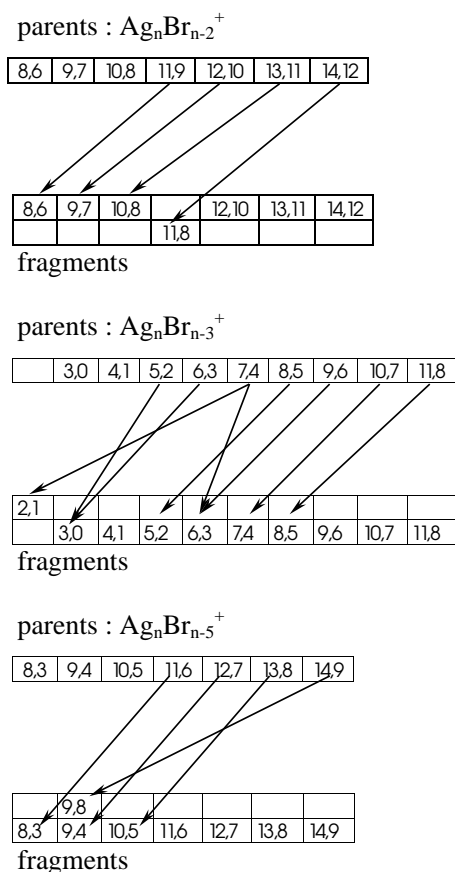 parents : AgₙBrₙ₋₂⁺
8,6 9,7 10,8 11,9 12,10 13,11 14,12
8,6 9,7 10,8 12,10 13,11 14,12
11,8
fragments
parents : AgₙBrₙ₋₃⁺
3,0 4,1 5,2 6,3 7,4 8,5 9,6 10,7 11,8
2,1
3,0 4,1 5,2 6,3 7,4 8,5 9,6 10,7 11,8
fragments
parents : AgₙBrₙ₋₅⁺
8,3 9,4 10,5 11,6 12,7 13,8 14,9
9,8
8,3 9,4 10,5 11,6 12,7 13,8 14,9
fragments